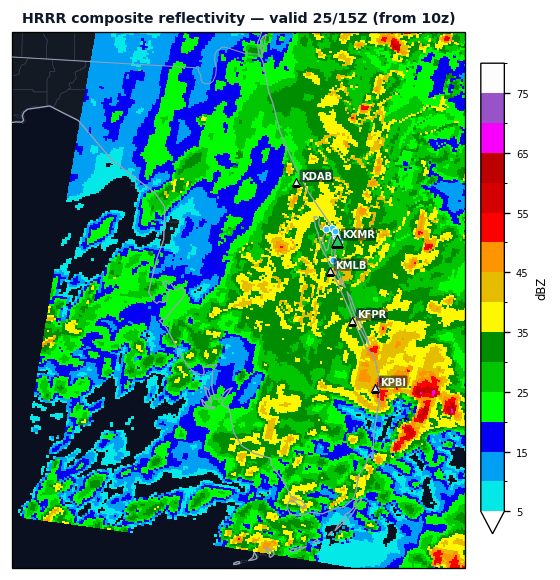 HRRR composite reflectivity — valid 25/15Z (from 10z)
KDAB
KXMR
KMLB
KFPR
KPBI
75
65
55
45
35
25
15
5
dBZ